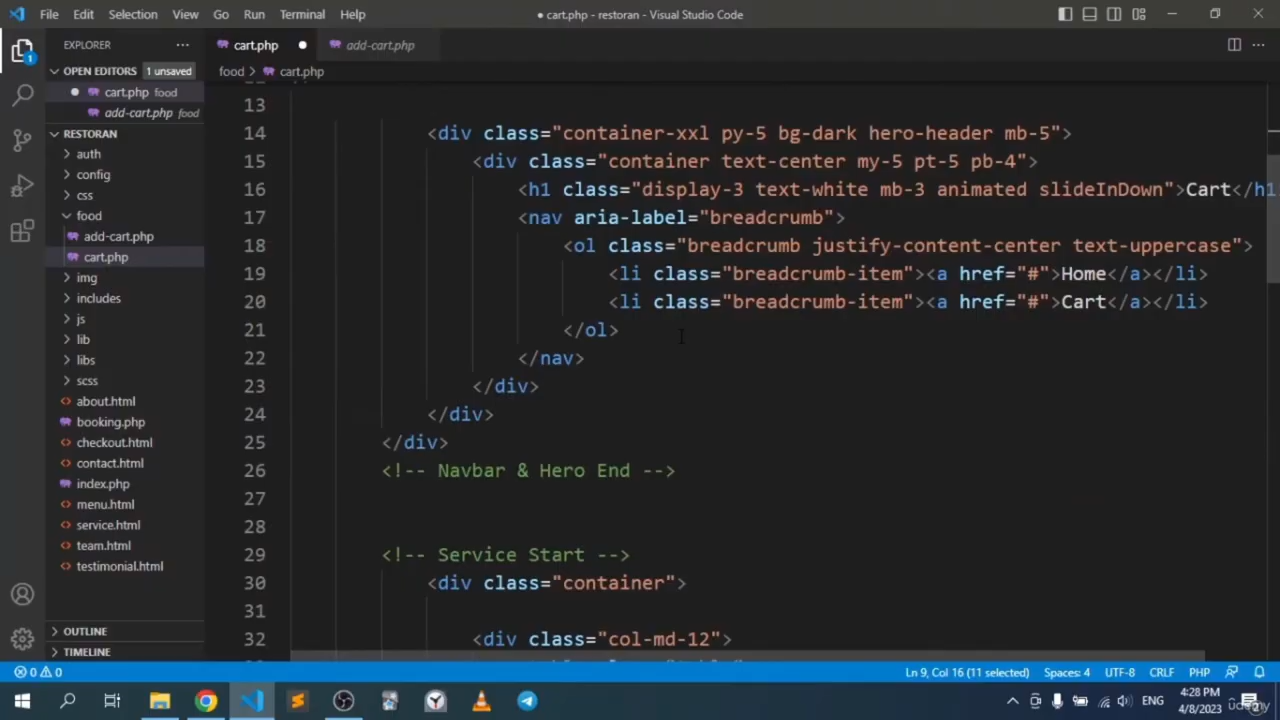 File Edit Selection View Go Run Terminal Help
● cart.php - restoran - Visual Studio Code
EXPLORER
cart.php
add-cart.php
OPEN EDITORS 1 unsaved
food > cart.php
cart.php food
add-cart.php food
RESTORAN
auth
config
css
food
add-cart.php
cart.php
img
includes
js
lib
libs
scss
about.html
booking.php
checkout.html
contact.html
index.php
menu.html
service.html
team.html
testimonial.html
OUTLINE
TIMELINE
13
14 <div class="container-xxl py-5 bg-dark hero-header mb-5">
15 <div class="container text-center my-5 pt-5 pb-4">
16 <h1 class="display-3 text-white mb-3 animated slideInDown">Cart</h1
17 <nav aria-label="breadcrumb">
18 <ol class="breadcrumb justify-content-center text-uppercase">
19 <li class="breadcrumb-item"><a href="#">Home</a></li>
20 <li class="breadcrumb-item"><a href="#">Cart</a></li>
21 </ol>
22 </nav>
23 </div>
24 </div>
25 </div>
26 <!-- Navbar & Hero End -->
27
28
29 <!-- Service Start -->
30 <div class="container">
31
32 <div class="col-md-12">
0 0 Ln 9, Col 16 (11 selected) Spaces: 4 UTF-8 CRLF PHP
ENG
4:28 PM
4/8/2023
udemy